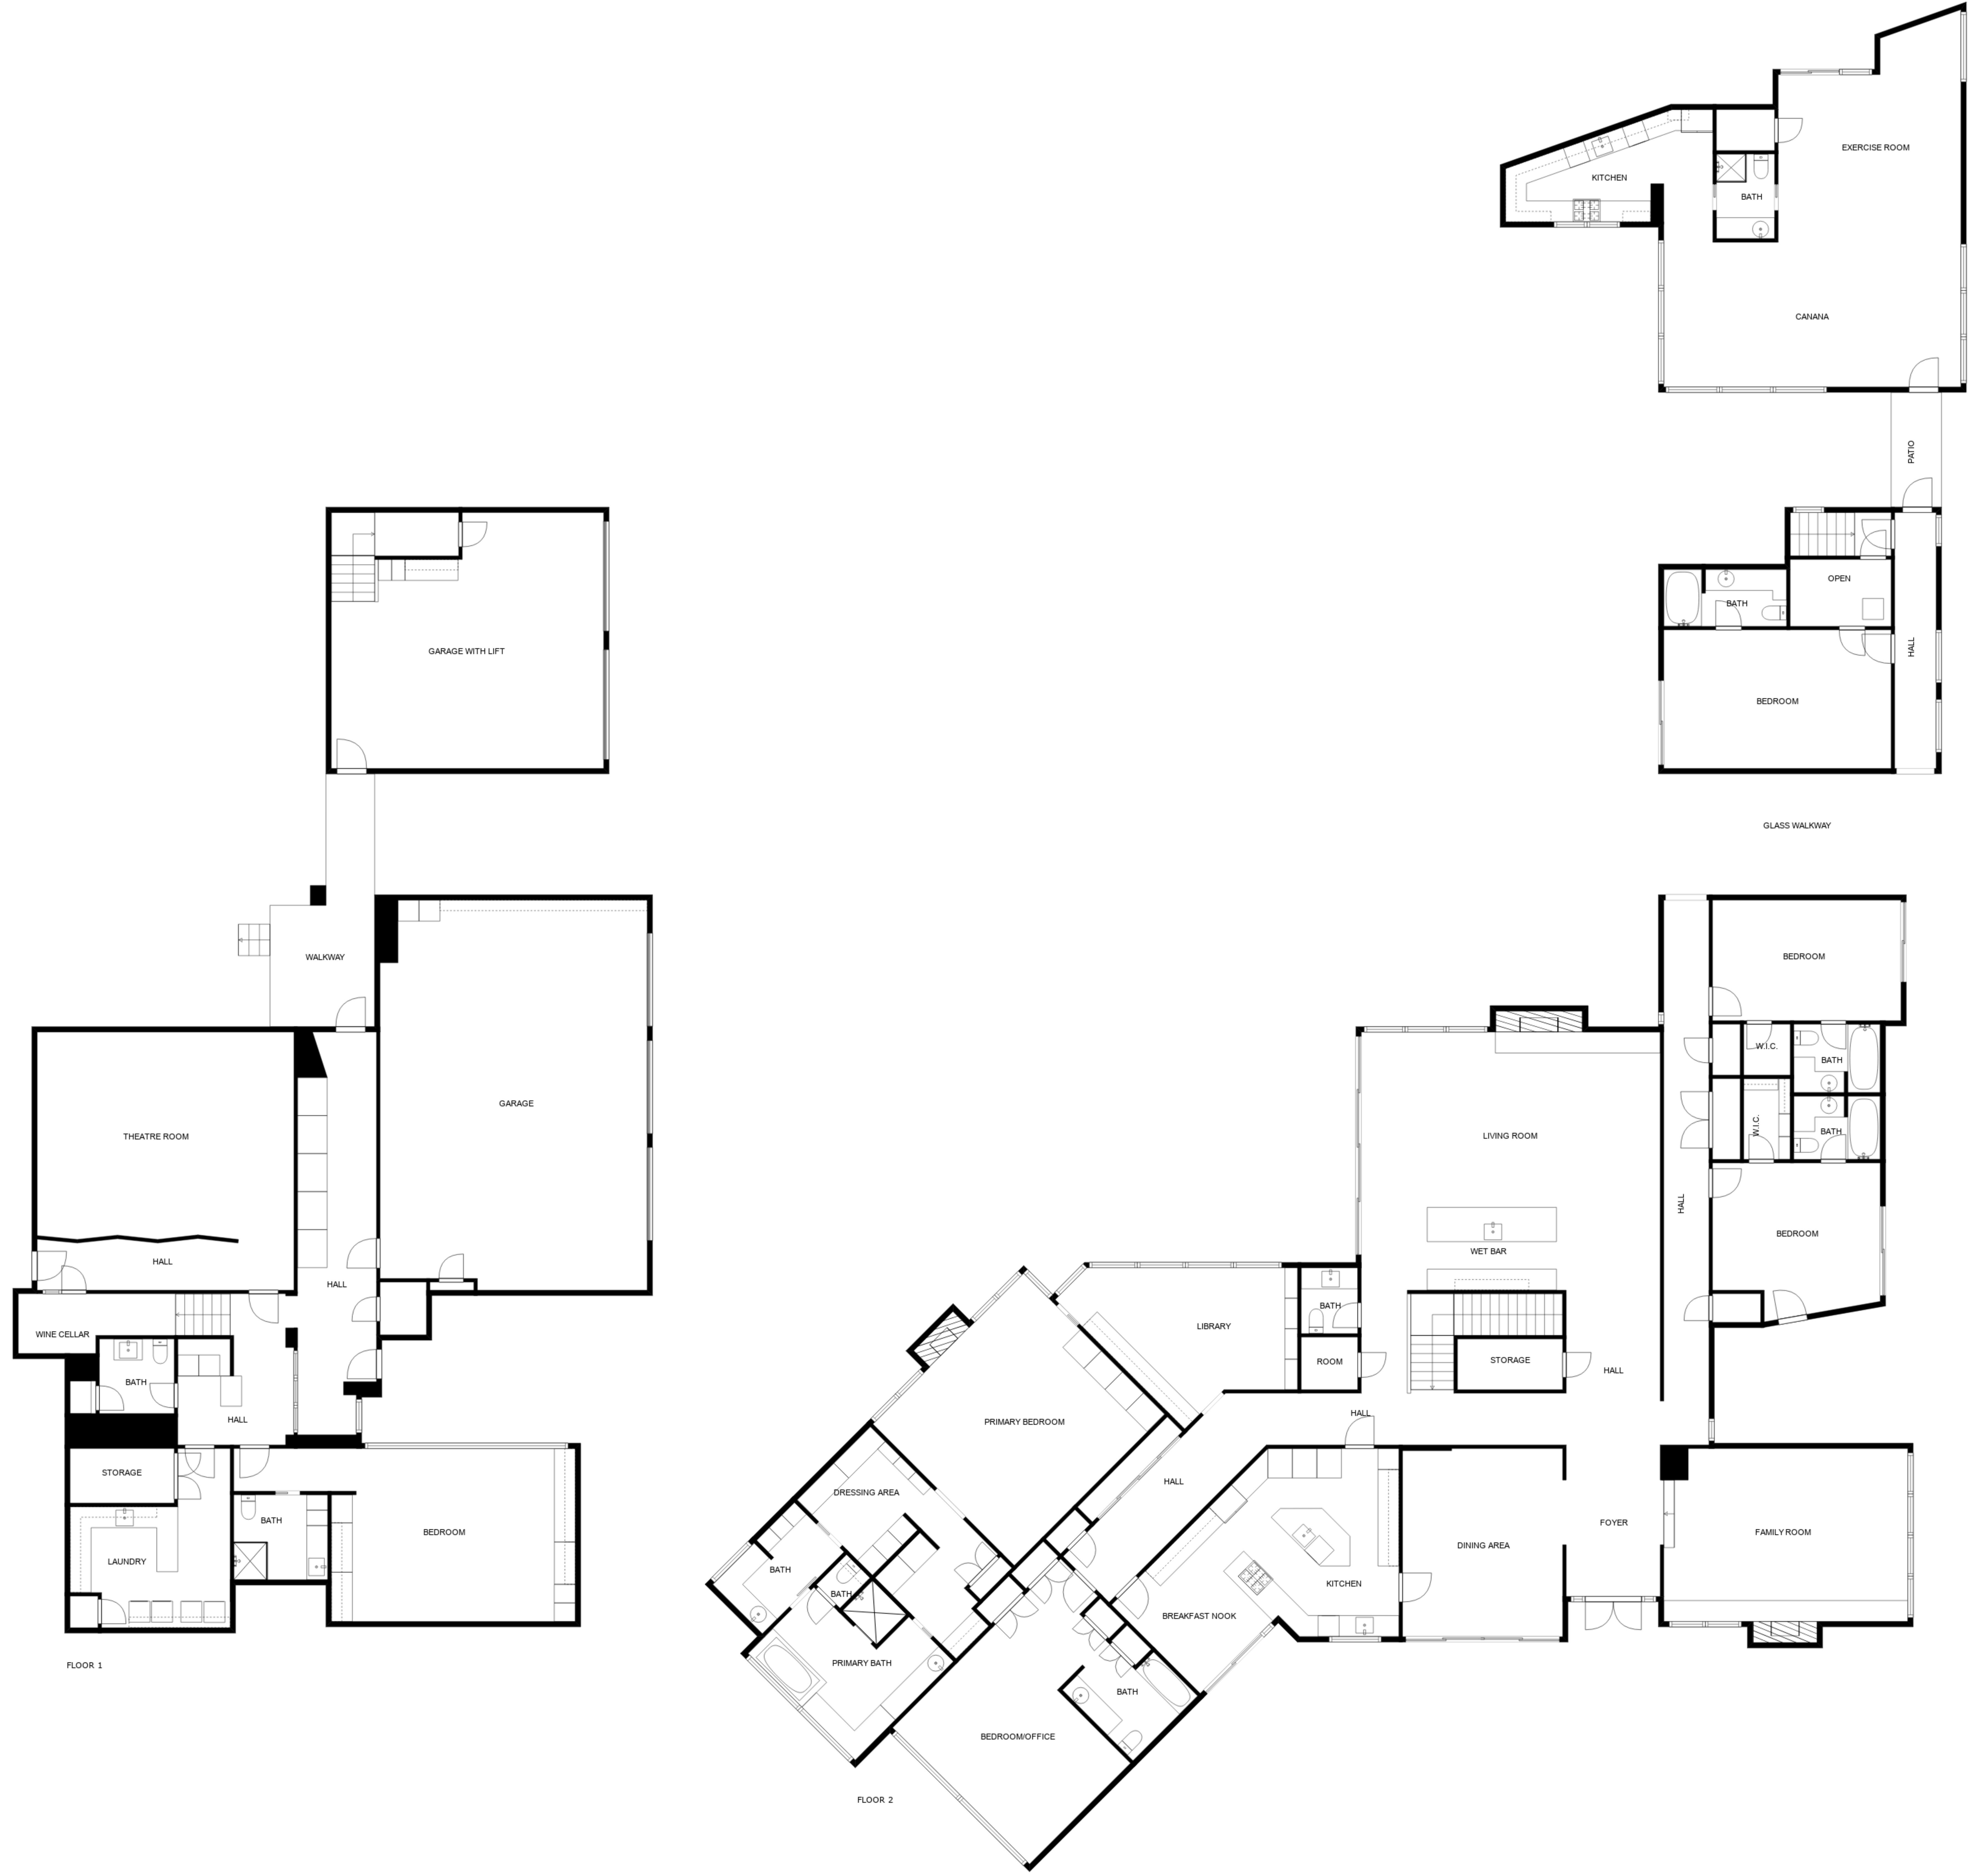 EXERCISE ROOM
KITCHEN
BATH
CANANA
PATIO
OPEN
BATH
HALL
BEDROOM
GLASS WALKWAY
GARAGE WITH LIFT
WALKWAY
GARAGE
THEATRE ROOM
HALL
HALL
WINE CELLAR
BATH
HALL
STORAGE
BATH
BEDROOM
LAUNDRY
FLOOR 1
BEDROOM
W.I.C.
BATH
W.I.C.
BATH
LIVING ROOM
HALL
BEDROOM
WET BAR
BATH
LIBRARY
ROOM
STORAGE
HALL
HALL
PRIMARY BEDROOM
HALL
DRESSING AREA
FOYER
FAMILY ROOM
DINING AREA
BATH
KITCHEN
BATH
BREAKFAST NOOK
PRIMARY BATH
BATH
BEDROOM/OFFICE
FLOOR 2